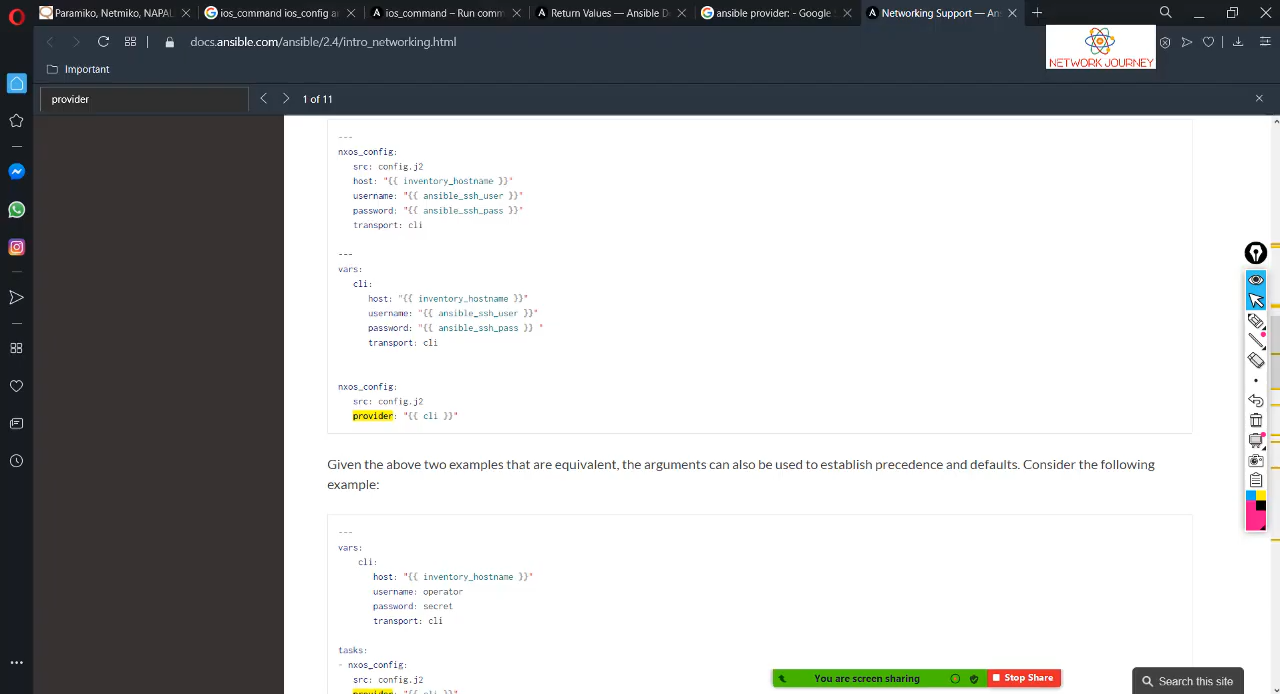 Paramiko, Netmiko, NAPAL
ios_command ios_config ar
ios_command – Run comm
Return Values — Ansible D
ansible provider: - Google
Networking Support — Ans
docs.ansible.com/ansible/2.4/intro_networking.html
NETWORK JOURNEY
Important
provider
1 of 11
---
nxos_config:
src: config.j2
host: "{{ inventory_hostname }}"
username: "{{ ansible_ssh_user }}"
password: "{{ ansible_ssh_pass }}"
transport: cli
---
vars:
cli:
host: "{{ inventory_hostname }}"
username: "{{ ansible_ssh_user }}"
password: "{{ ansible_ssh_pass }} "
transport: cli
nxos_config:
src: config.j2
provider: "{{ cli }}"
Given the above two examples that are equivalent, the arguments can also be used to establish precedence and defaults. Consider the following
example:
---
vars:
cli:
host: "{{ inventory_hostname }}"
username: operator
password: secret
transport: cli
tasks:
- nxos_config:
src: config.j2
provider: "{{ cli }}"
You are screen sharing
Stop Share
Search this site